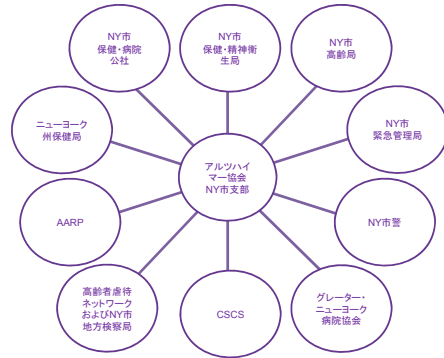 NY市
保健・病院
公社
NY市
保健・精神衛
生局
NY市
高齢局
ニューヨーク
州保健局
NY市
緊急管理局
アルツハイ
マー協会
NY市支部
AARP
NY市警
高齢者虐待
ネットワーク
およびNY市
地方検察局
CSCS
グレーター・
ニューヨーク
病院協会